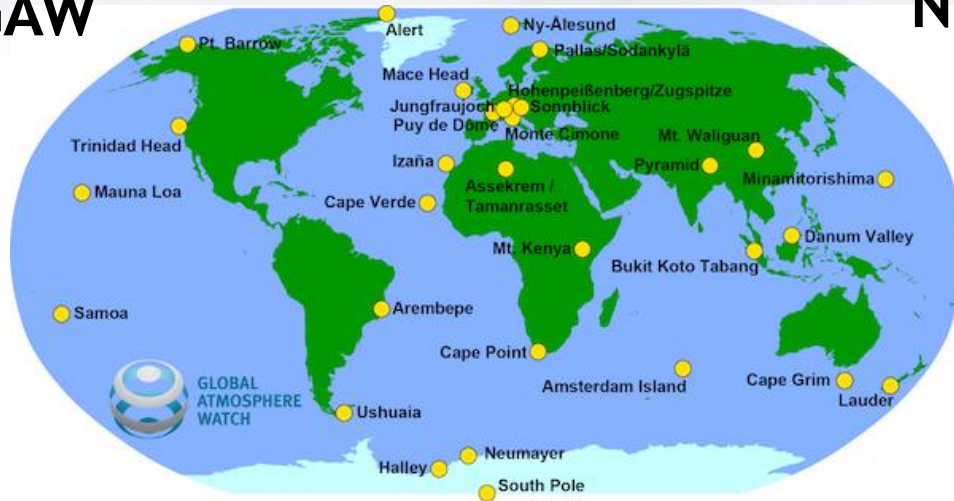 GAW
N
Alert
Ny-Ålesund
Pt. Barrow
Pallas/Sodankylä
Mace Head
Hohenpeißenberg/Zugspitze
Jungfraujoch
Sonnblick
Puy de Dôme
Monte Cimone
Trinidad Head
Mt. Waliguan
Izaña
Pyramid
Mauna Loa
Assekrem /
Tamanrasset
Minamitorishima
Cape Verde
Mt. Kenya
Danum Valley
Bukit Koto Tabang
Samoa
Arembepe
Cape Point
Amsterdam Island
Cape Grim
Lauder
GLOBAL
ATMOSPHERE
WATCH
Ushuaia
Neumayer
Halley
South Pole